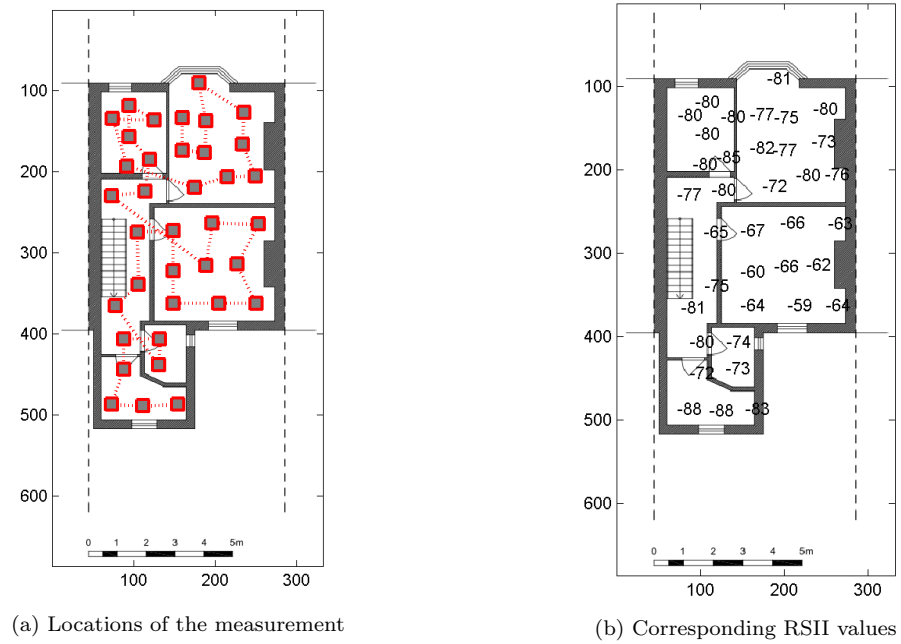 100
200
300
400
500
600
0 1 2 3 4 5m
100 200 300
(a) Locations of the measurement
100
200
300
400
500
600
-81
-80 -77 -75 -80
-80 -80
-80 -82 -77 -73
-80 -85 -80 -76
-77 -80 -72
-65 -67 -66 -63
-75 -60 -66 -62
-81 -64 -59 -64
-80 -74
-72 -73
-88 -88 -83
0 1 2 3 4 5m
100 200 300
(b) Corresponding RSII values